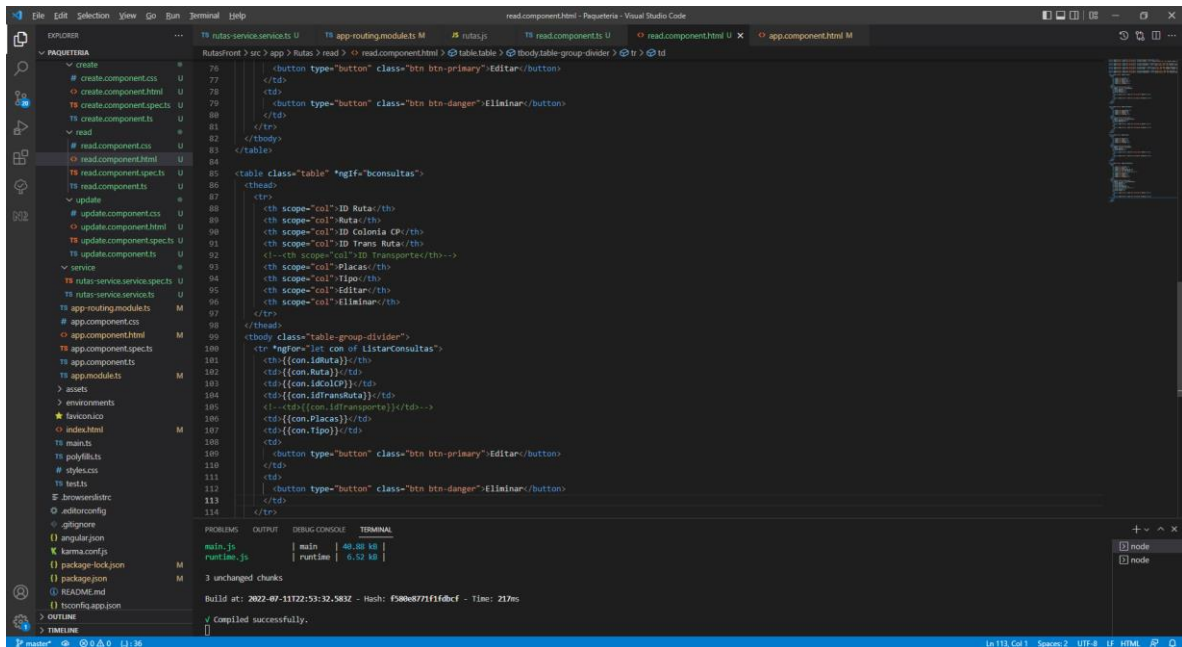 File Edit Selection View Go Run Terminal Help
read.component.html - Paqueteria - Visual Studio Code
EXPLORER
TS rutas-service.service.ts U
TS app-routing.module.ts M
JS rutas.js
TS read.component.ts U
read.component.html U
app.component.html M
PAQUETERIA
RutasFront > src > app > Rutas > read > read.component.html > table.table > tbody.table-group-divider > tr > td
create
# create.component.css U
create.component.html U
TS create.component.spec.ts U
TS create.component.ts U
read
# read.component.css U
read.component.html U
TS read.component.spec.ts U
TS read.component.ts U
update
# update.component.css U
update.component.html U
TS update.component.spec.ts U
TS update.component.ts U
service
TS rutas-service.service.spec.ts U
TS rutas-service.service.ts U
TS app-routing.module.ts M
# app.component.css
app.component.html M
TS app.component.spec.ts
TS app.component.ts
TS app.module.ts M
> assets
> environments
favicon.ico
index.html M
TS main.ts
TS polyfills.ts
# styles.css
TS test.ts
.browserslistrc
.editorconfig
.gitignore
{} angular.json
karma.conf.js
{} package-lock.json M
{} package.json M
README.md
{} tsconfig.app.json
> OUTLINE
> TIMELINE
20
1
76 <button type="button" class="btn btn-primary">Editar</button>
77 </td>
78 <td>
79 <button type="button" class="btn btn-danger">Eliminar</button>
80 </td>
81 </tr>
82 </tbody>
83 </table>
84
85 <table class="table" *ngIf="bconsultas">
86 <thead>
87 <tr>
88 <th scope="col">ID Ruta</th>
89 <th scope="col">Ruta</th>
90 <th scope="col">ID Colonia CP</th>
91 <th scope="col">ID Trans Ruta</th>
92 <!--<th scope="col">ID Transporte</th>-->
93 <th scope="col">Placas</th>
94 <th scope="col">Tipo</th>
95 <th scope="col">Editar</th>
96 <th scope="col">Eliminar</th>
97 </tr>
98 </thead>
99 <tbody class="table-group-divider">
100 <tr *ngFor="let con of ListarConsultas">
101 <th>{{con.idRuta}}</th>
102 <td>{{con.Ruta}}</td>
103 <td>{{con.idColCP}}</td>
104 <td>{{con.idTransRuta}}</td>
105 <!--<td>{{con.idTransporte}}</td>-->
106 <td>{{con.Placas}}</td>
107 <td>{{con.Tipo}}</td>
108 <td>
109 <button type="button" class="btn btn-primary">Editar</button>
110 </td>
111 <td>
112 <button type="button" class="btn btn-danger">Eliminar</button>
113 </td>
114 </tr>
PROBLEMS OUTPUT DEBUG CONSOLE TERMINAL
main.js | main | 40.88 kB |
runtime.js | runtime | 6.52 kB |
3 unchanged chunks
Build at: 2022-07-11T22:53:32.583Z - Hash: f580e8771f1fdbcf - Time: 217ms
√ Compiled successfully.
node
node
master* 0 0 0 {.} : 36
Ln 113, Col 1 Spaces: 2 UTF-8 LF HTML